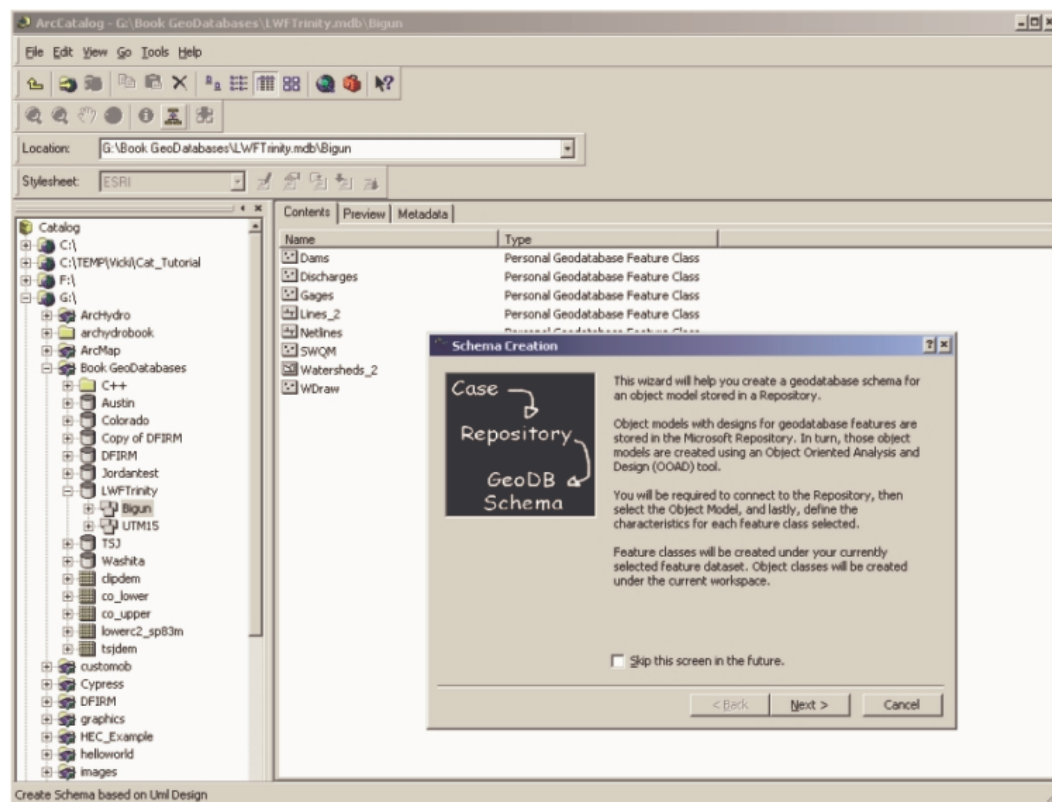 ArcCatalog - G:\Book GeoDatabases\LWFTrinity.mdb\Bigun
File Edit View Go Tools Help
Location: G:\Book GeoDatabases\LWFTrinity.mdb\Bigun
Stylesheet: ESRI
Catalog
C:\
C:\TEMP\Vicki\Cat_Tutorial
F:\
G:\
ArcHydro
archydrobook
ArcMap
Book GeoDatabases
C++
Austin
Colorado
Copy of DFIRM
DFIRM
Jordantest
LWFTrinity
Bigun
UTM15
TSJ
Washita
clipdem
co_lower
co_upper
lowerc2_sp83m
tsjdem
customob
Cypress
DFIRM
graphics
HEC_Example
helloworld
images
Contents Preview Metadata
Name Type
Dams Personal Geodatabase Feature Class
Discharges Personal Geodatabase Feature Class
Gages Personal Geodatabase Feature Class
Lines_2 Personal Geodatabase Feature Class
Netlines Personal Geodatabase Feature Class
SWQM
Watersheds_2
WDraw
Schema Creation
Case
Repository
GeoDB
Schema
This wizard will help you create a geodatabase schema for
an object model stored in a Repository.
Object models with designs for geodatabase features are
stored in the Microsoft Repository. In turn, those object
models are created using an Object Oriented Analysis and
Design (OOAD) tool.
You will be required to connect to the Repository, then
select the Object Model, and lastly, define the
characteristics for each feature class selected.
Feature classes will be created under your currently
selected feature dataset. Object classes will be created
under the current workspace.
Skip this screen in the future.
< Back Next > Cancel
Create Schema based on Uml Design